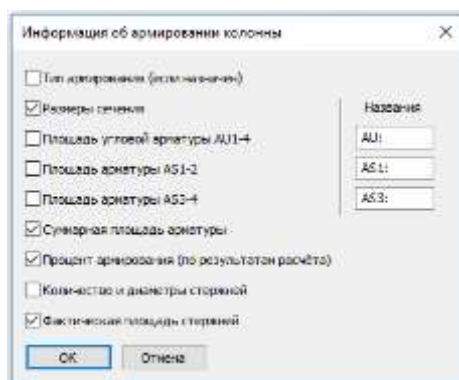 Информация об армировании колонны
Тип армирования (если назначен)
Размеры сечения
Названия
Площадь угловой арматуры AU1-4
AU:
Площадь арматуры AS1-2
AS1:
Площадь арматуры AS3-4
AS3:
Суммарная площадь арматуры
Процент армирования (по результатам расчёта)
Количество и диаметры стержней
Фактическая площадь стержней
OK
Отмена